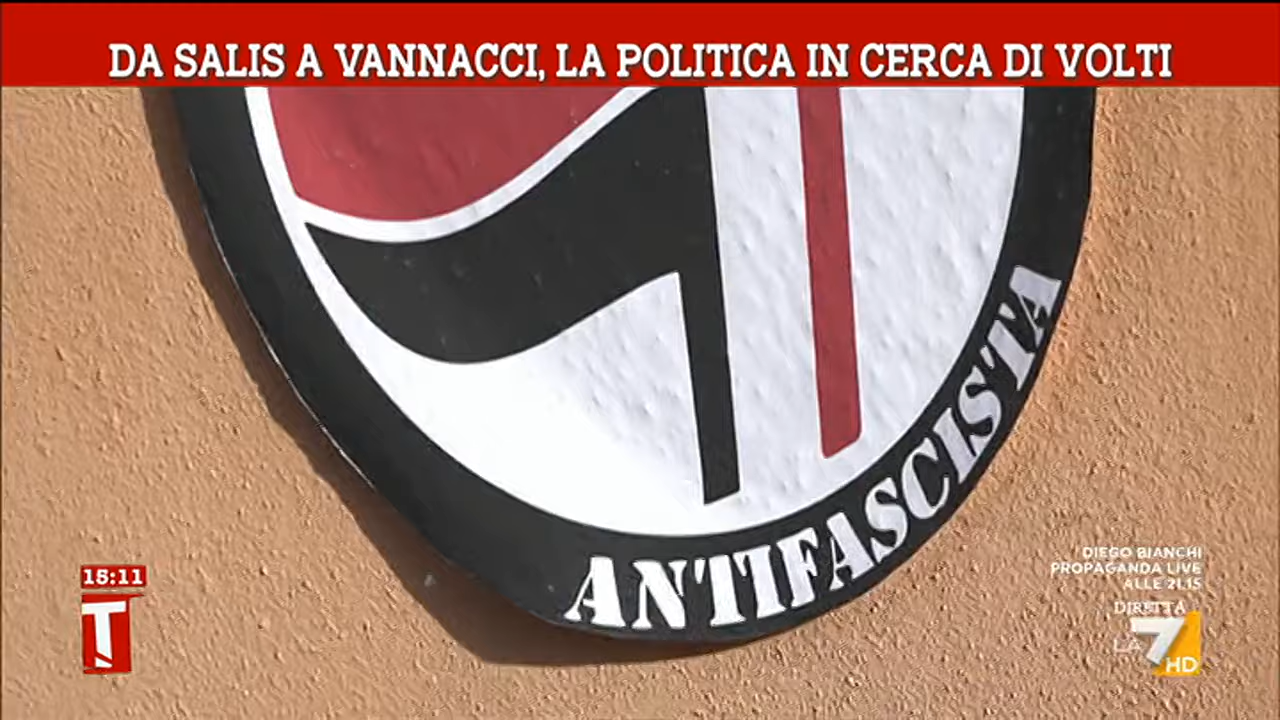 DA SALIS A VANNACCI, LA POLITICA IN CERCA DI VOLTI
ANTIFASCISTA
15:11
T
DIEGO BIANCHI
PROPAGANDA LIVE
ALLE 21.15
DIRETTA
LA7
HD